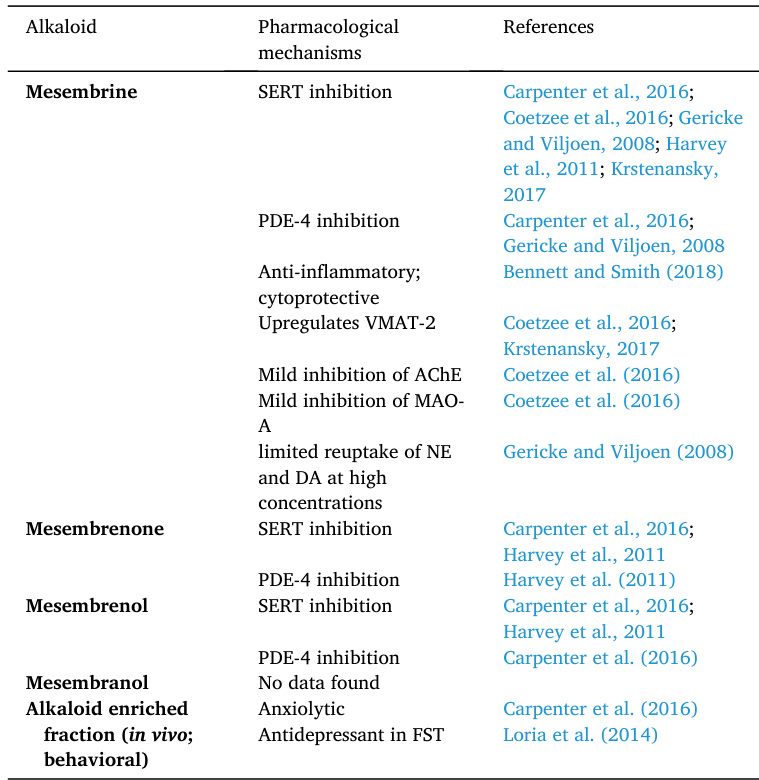 Alkaloid Pharmacological References
mechanisms
Mesembrine SERT inhibition Carpenter et al., 2016;
Coetzee et al., 2016; Gericke
and Viljoen, 2008; Harvey
et al., 2011; Krstenansky,
2017
PDE-4 inhibition Carpenter et al., 2016;
Gericke and Viljoen, 2008
Anti-inflammatory; Bennett and Smith (2018)
cytoprotective
Upregulates VMAT-2 Coetzee et al., 2016;
Krstenansky, 2017
Mild inhibition of AChE Coetzee et al. (2016)
Mild inhibition of MAO- Coetzee et al. (2016)
A
limited reuptake of NE Gericke and Viljoen (2008)
and DA at high
concentrations
Mesembrenone SERT inhibition Carpenter et al., 2016;
Harvey et al., 2011
PDE-4 inhibition Harvey et al. (2011)
Mesembrenol SERT inhibition Carpenter et al., 2016;
Harvey et al., 2011
PDE-4 inhibition Carpenter et al. (2016)
Mesembranol No data found
Alkaloid enriched Anxiolytic Carpenter et al. (2016)
fraction (in vivo; Antidepressant in FST Loria et al. (2014)
behavioral)